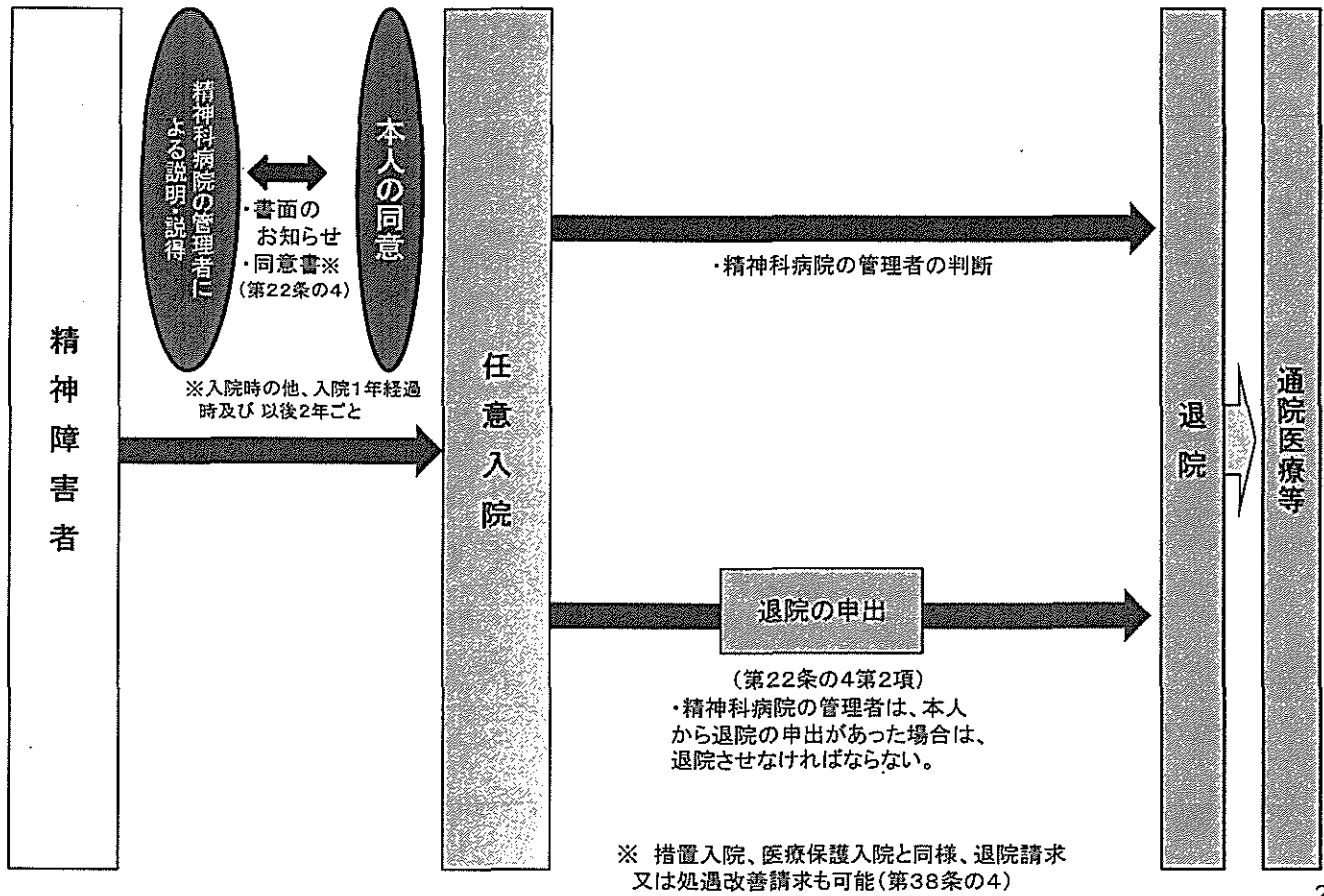 精神障害者
精神科病院の管理者に
よる説明・説得
・書面の
お知らせ
・同意書※
(第22条の4)
本人の同意
※入院時の他、入院1年経過
時及び 以後2年ごと
任意入院
・精神科病院の管理者の判断
退院の申出
(第22条の4第2項)
・精神科病院の管理者は、本人
から退院の申出があった場合は、
退院させなければならない。
※ 措置入院、医療保護入院と同様、退院請求
又は処遇改善請求も可能(第38条の4)
退院
通院医療等